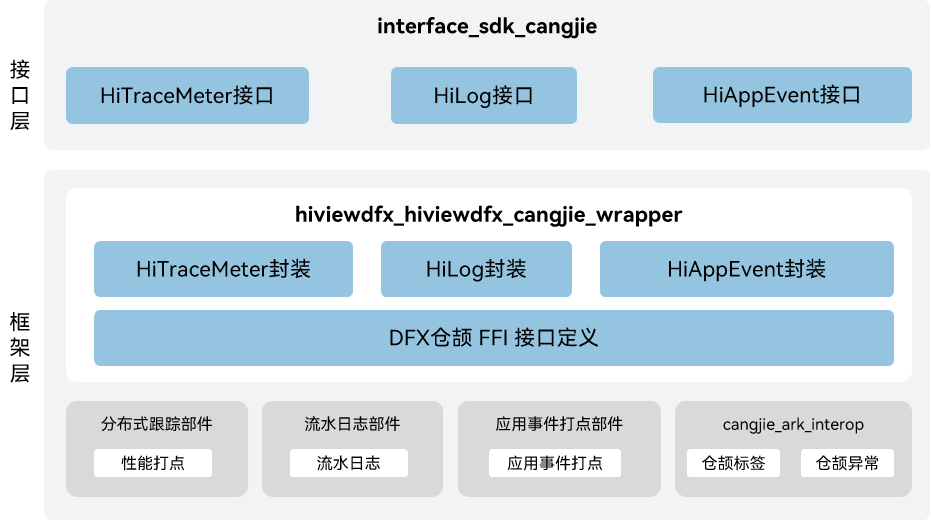 interface_sdk_cangjie
接口层
HiTraceMeter接口
HiLog接口
HiAppEvent接口
hiviewdfx_hiviewdfx_cangjie_wrapper
HiTraceMeter封装
HiLog封装
HiAppEvent封装
框架层
DFX仓颉 FFI 接口定义
分布式跟踪部件
流水日志部件
应用事件打点部件
cangjie_ark_interop
性能打点
流水日志
应用事件打点
仓颉标签
仓颉异常